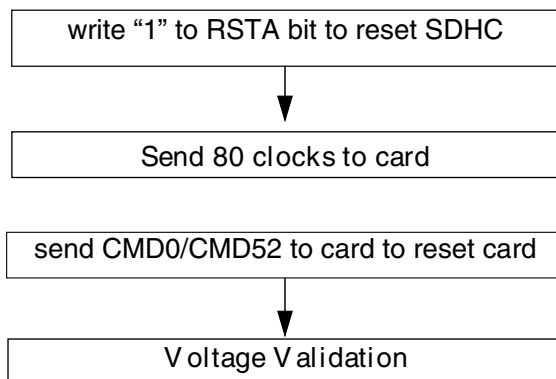 write “1” to RSTA bit to reset SDHC
Send 80 clocks to card
send CMD0/CMD52 to card to reset card
Voltage Validation